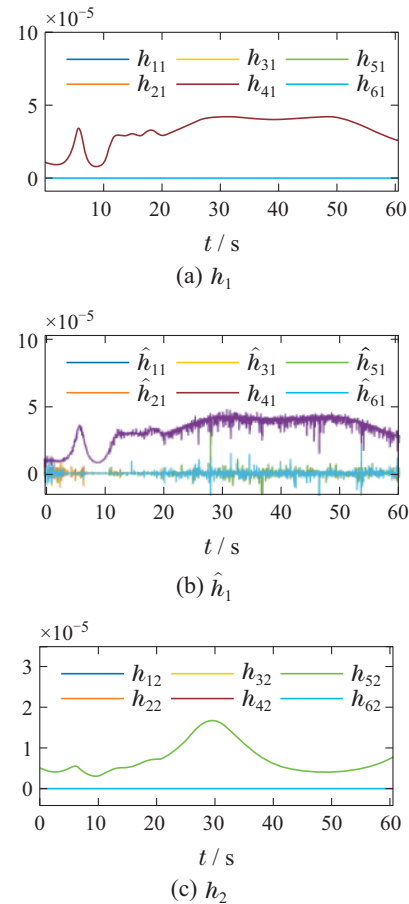 ×10⁻⁵
10
h₁₁ h₃₁ h₅₁
h₂₁ h₄₁ h₆₁
5
0
10 20 30 40 50 60
t / s
(a) h₁
×10⁻⁵
10
ĥ₁₁ ĥ₃₁ ĥ₅₁
ĥ₂₁ h₄₁ ĥ₆₁
5
0
0 10 20 30 40 50 60
t / s
(b) ĥ₁
×10⁻⁵
3
h₁₂ h₃₂ h₅₂
h₂₂ h₄₂ h₆₂
2
1
0
0 10 20 30 40 50 60
t / s
(c) h₂